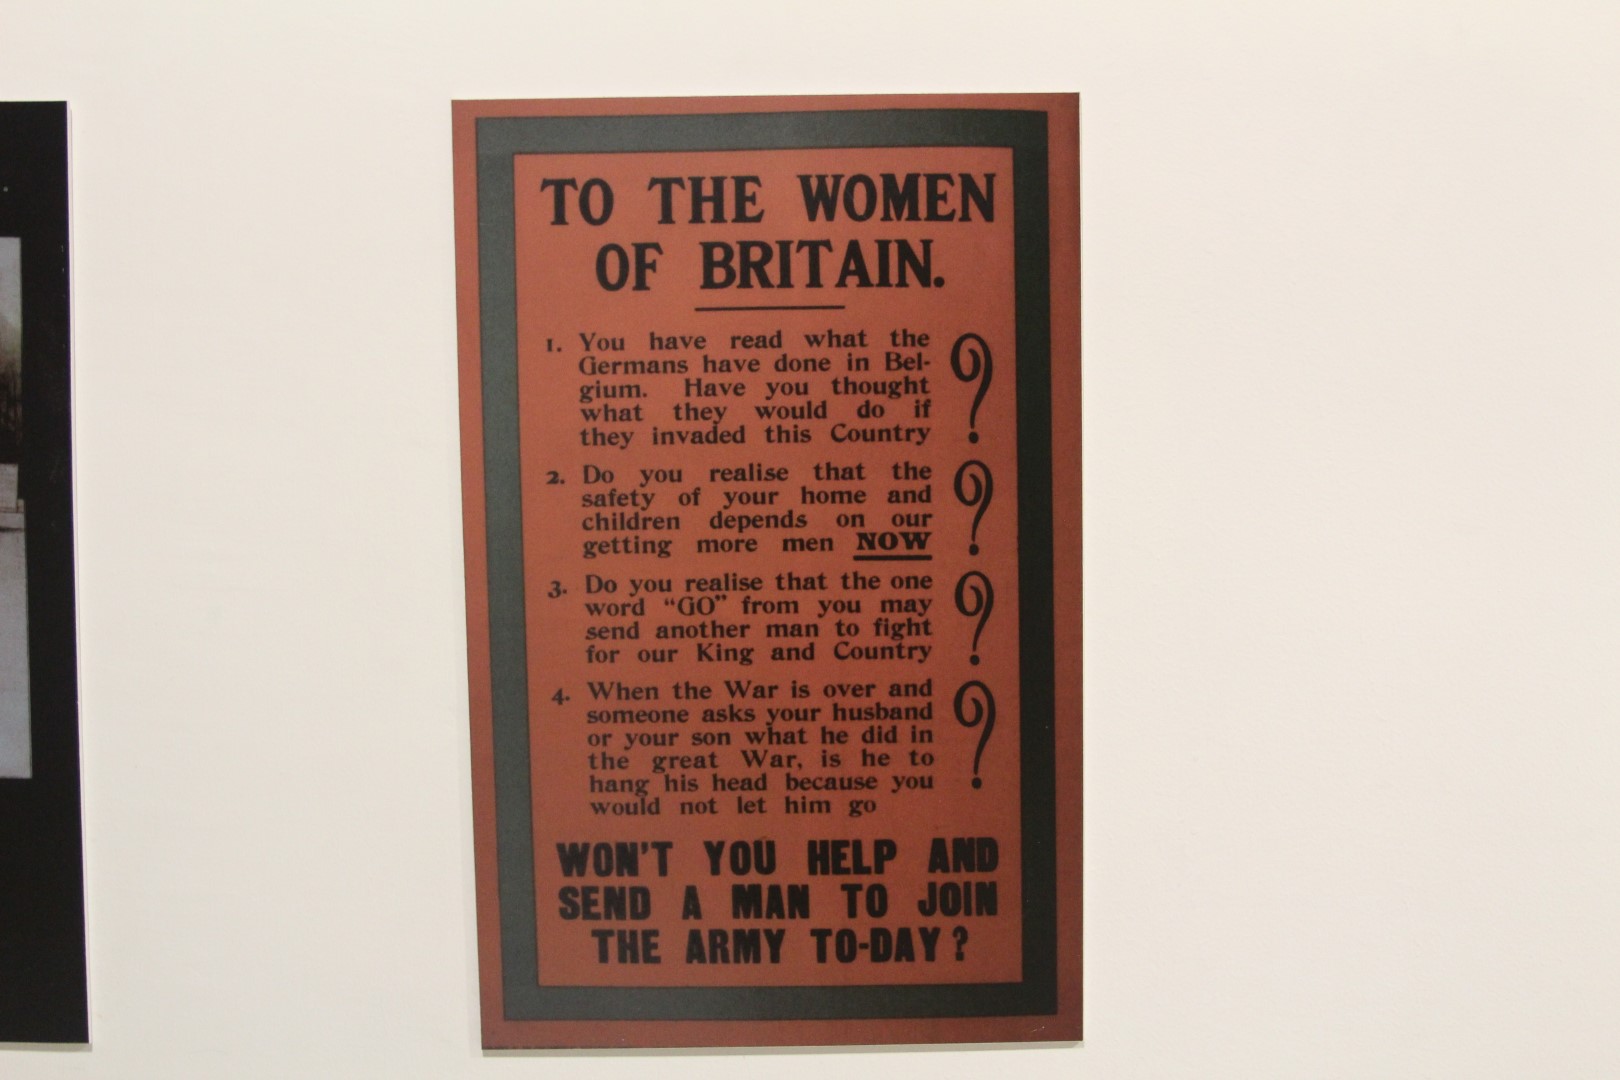 TO THE WOMEN
OF BRITAIN.
1. You have read what the
Germans have done in Bel-
gium. Have you thought
what they would do if
they invaded this Country ?
2. Do you realise that the
safety of your home and
children depends on our
getting more men NOW ?
3. Do you realise that the one
word “GO” from you may
send another man to fight
for our King and Country ?
4. When the War is over and
someone asks your husband
or your son what he did in
the great War, is he to
hang his head because you
would not let him go ?
WON'T YOU HELP AND
SEND A MAN TO JOIN
THE ARMY TO-DAY?